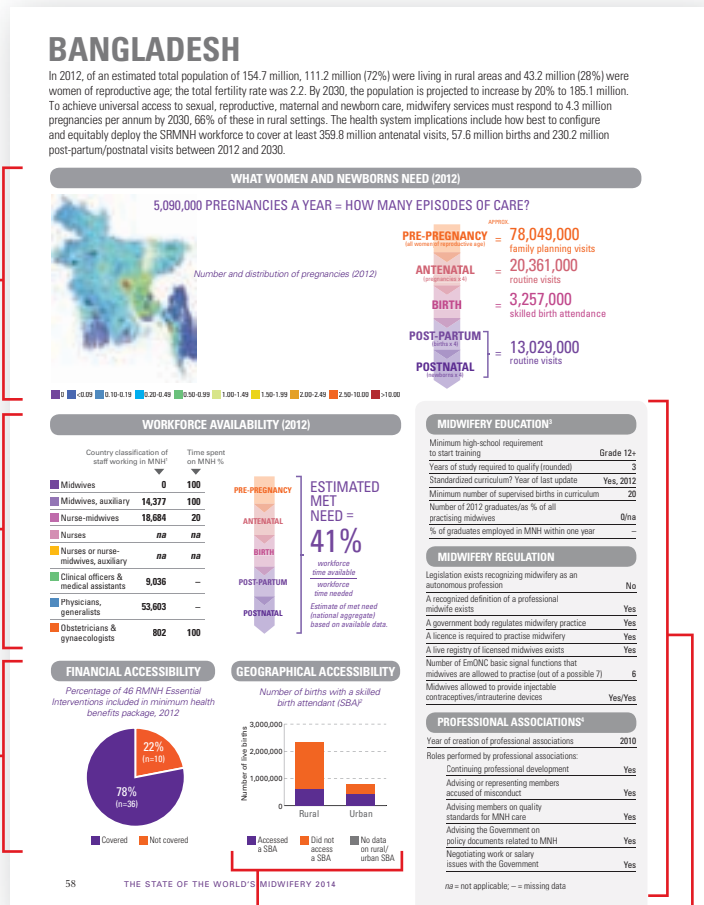 BANGLADESH
In 2012, of an estimated total population of 154.7 million, 111.2 million (72%) were living in rural areas and 43.2 million (28%) were
women of reproductive age; the total fertility rate was 2.2. By 2030, the population is projected to increase by 20% to 185.1 million.
To achieve universal access to sexual, reproductive, maternal and newborn care, midwifery services must respond to 4.3 million
pregnancies per annum by 2030, 66% of these in rural settings. The health system implications include how best to configure
and equitably deploy the SRMNH workforce to cover at least 359.8 million antenatal visits, 57.6 million births and 230.2 million
post-partum/postnatal visits between 2012 and 2030.
WHAT WOMEN AND NEWBORNS NEED (2012)
5,090,000 PREGNANCIES A YEAR = HOW MANY EPISODES OF CARE?
Number and distribution of pregnancies (2012)
APPROX.
PRE-PREGNANCY = 78,049,000
(all women of reproductive age) family planning visits
ANTENATAL = 20,361,000
(pregnancies x 4) routine visits
BIRTH = 3,257,000
skilled birth attendance
POST-PARTUM
(births x 4)
= 13,029,000
routine visits
POSTNATAL
(newborns x 4)
0 <0.09 0.10-0.19 0.20-0.49 0.50-0.99 1.00-1.49 1.50-1.99 2.00-2.49 2.50-10.00 >10.00
WORKFORCE AVAILABILITY (2012)
Country classification of staff working in MNH¹
Time spent on MNH %
Midwives 0 100
Midwives, auxiliary 14,377 100
Nurse-midwives 18,684 20
Nurses na na
Nurses or nurse-
midwives, auxiliary na na
Clinical officers &
medical assistants 9,036 –
Physicians,
generalists 53,603 –
Obstetricians &
gynaecologists 802 100
PRE-PREGNANCY
ANTENATAL
BIRTH
POST-PARTUM
POSTNATAL
ESTIMATED
MET
NEED =
41%
workforce
time available
workforce
time needed
Estimate of met need
(national aggregate)
based on available data.
FINANCIAL ACCESSIBILITY
Percentage of 46 RMNH Essential
Interventions included in minimum health
benefits package, 2012
22%
(n=10)
78%
(n=36)
Covered Not covered
GEOGRAPHICAL ACCESSIBILITY
Number of births with a skilled
birth attendant (SBA)²
Number of live births
3,000,000
2,000,000
1,000,000
0
Rural Urban
Accessed
a SBA
Did not
access
a SBA
No data
on rural/
urban SBA
MIDWIFERY EDUCATION³
Minimum high-school requirement
to start training Grade 12+
Years of study required to qualify (rounded) 3
Standardized curriculum? Year of last update Yes, 2012
Minimum number of supervised births in curriculum 20
Number of 2012 graduates/as % of all
practising midwives 0/na
% of graduates employed in MNH within one year –
MIDWIFERY REGULATION
Legislation exists recognizing midwifery as an
autonomous profession No
A recognized definition of a professional
midwife exists Yes
A government body regulates midwifery practice Yes
A licence is required to practise midwifery Yes
A live registry of licensed midwives exists Yes
Number of EmONC basic signal functions that
midwives are allowed to practise (out of a possible 7) 6
Midwives allowed to provide injectable
contraceptives/intrauterine devices Yes/Yes
PROFESSIONAL ASSOCIATIONS⁴
Year of creation of professional associations 2010
Roles performed by professional associations:
Continuing professional development Yes
Advising or representing members
accused of misconduct Yes
Advising members on quality
standards for MNH care Yes
Advising the Government on
policy documents related to MNH Yes
Negotiating work or salary
issues with the Government Yes
na = not applicable; – = missing data
58 THE STATE OF THE WORLD'S MIDWIFERY 2014